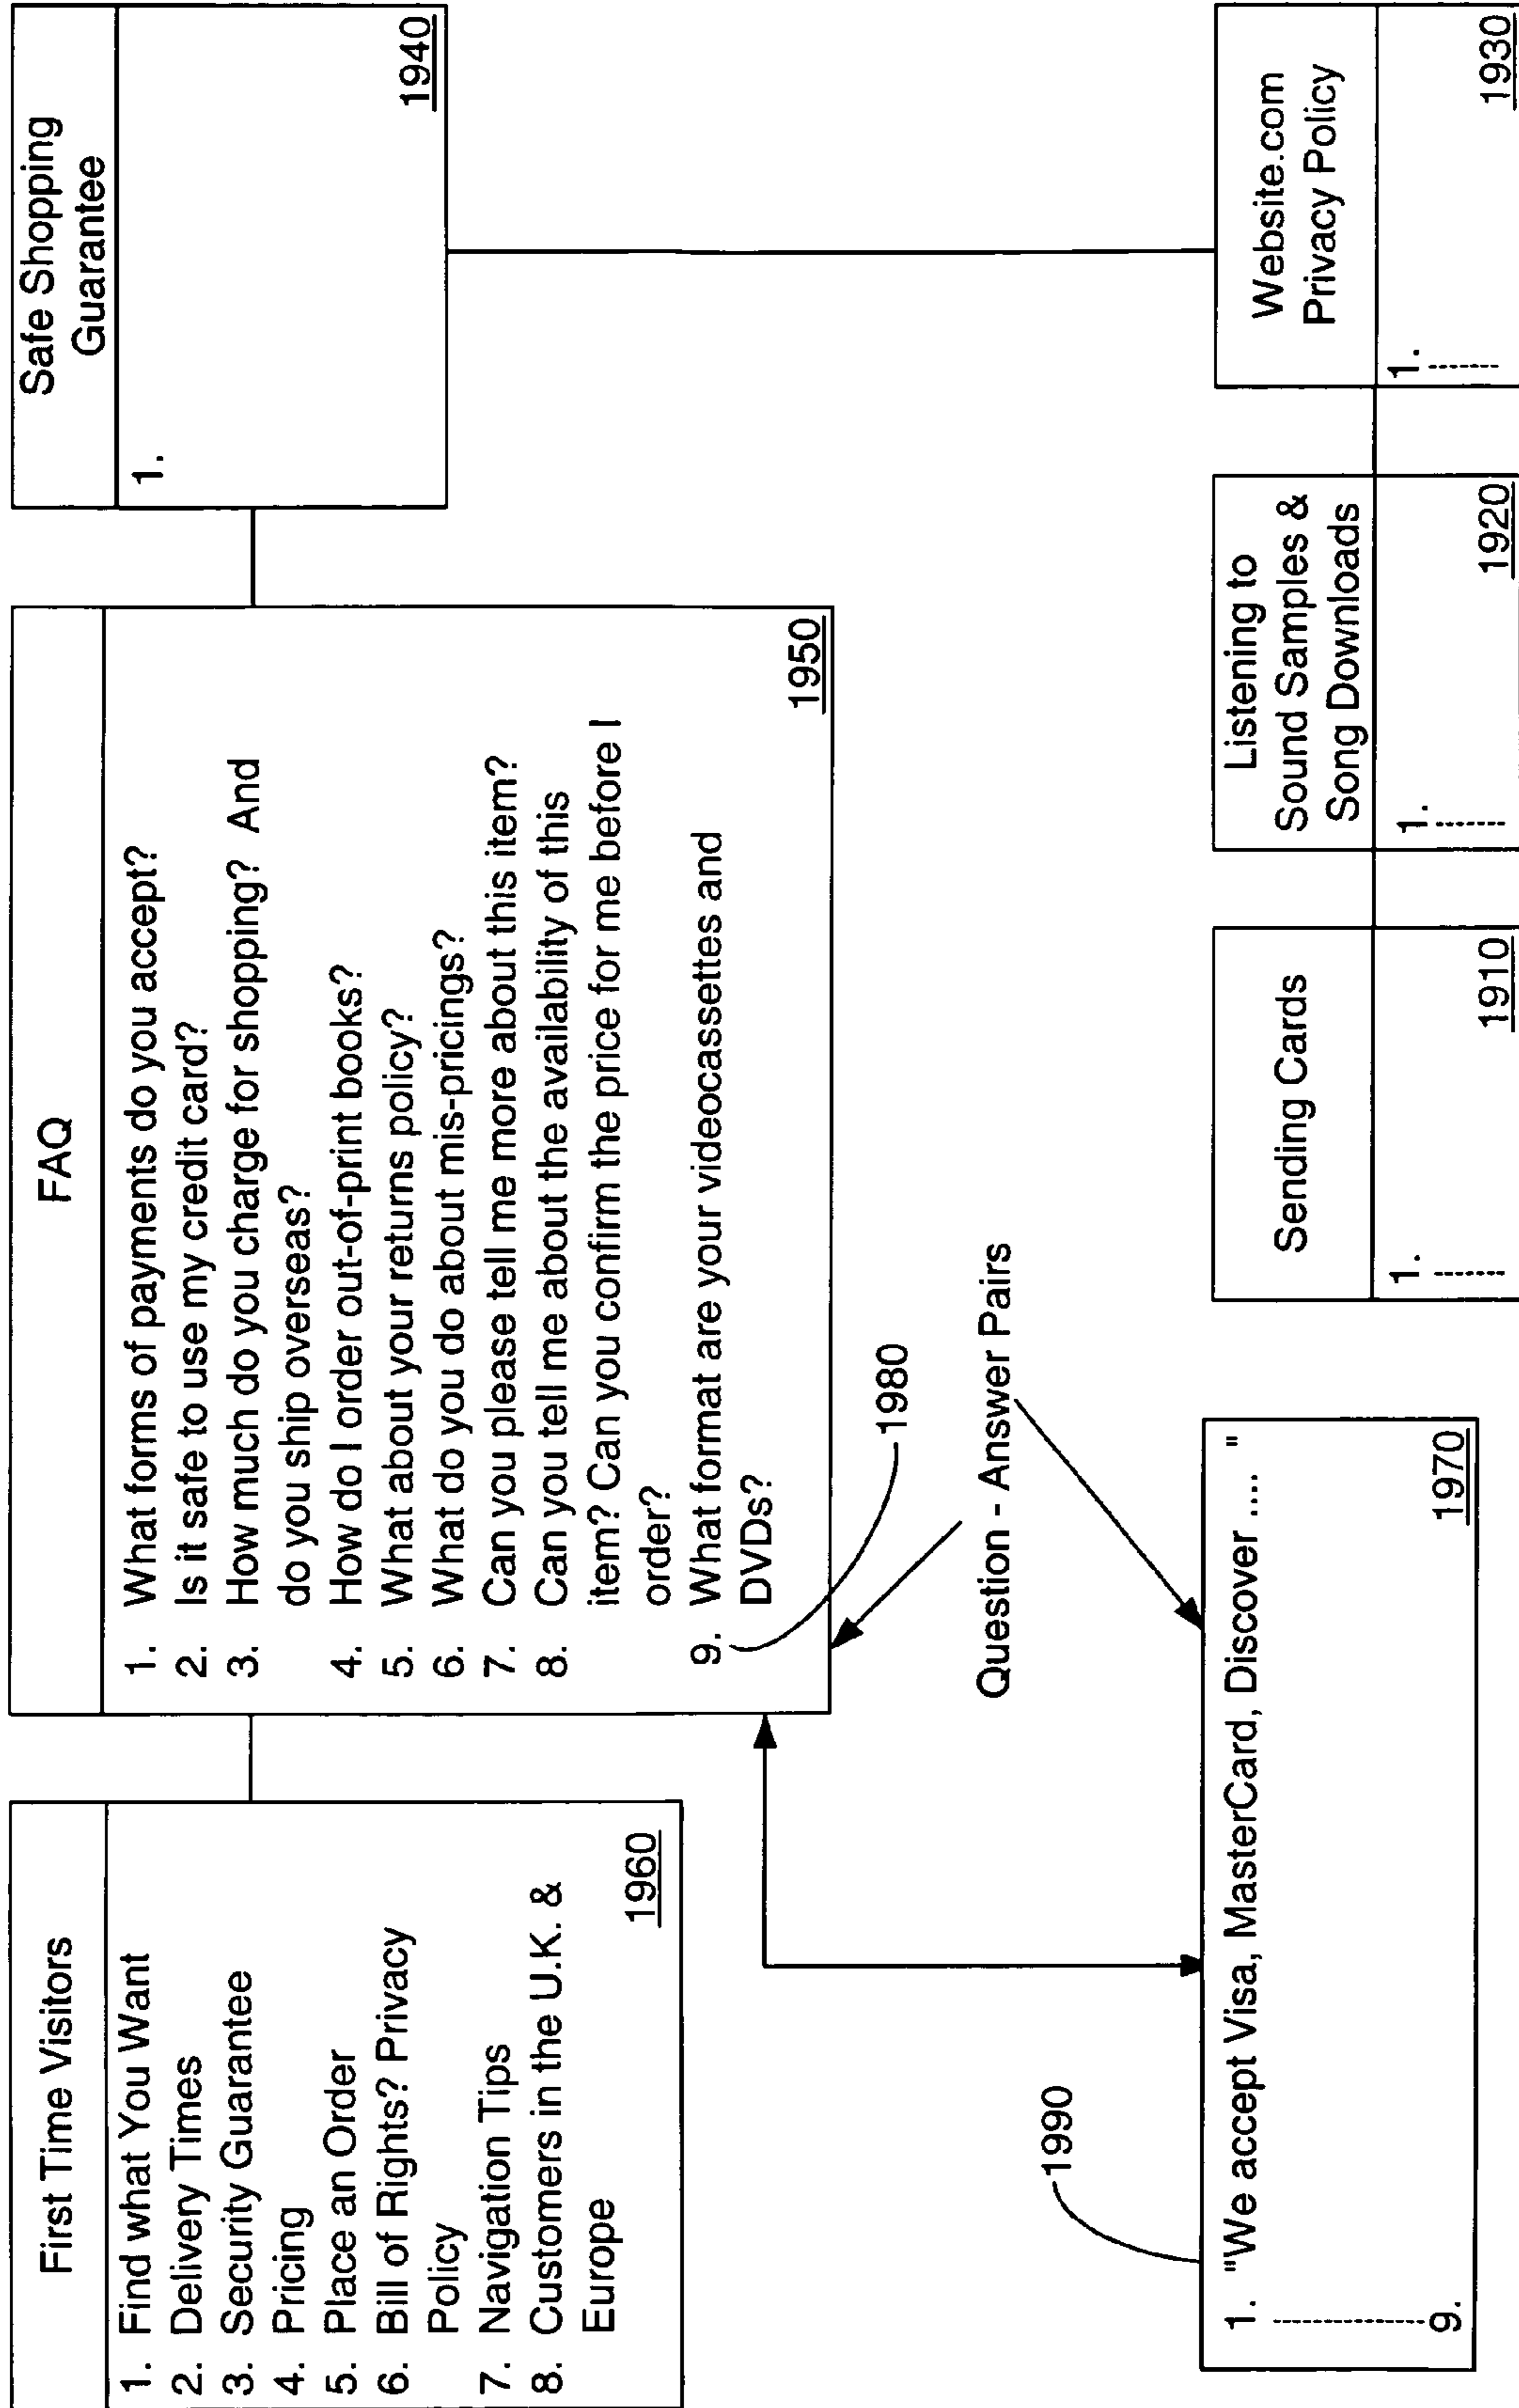 First Time Visitors
1. Find what You Want
2. Delivery Times
3. Security Guarantee
4. Pricing
5. Place an Order
6. Bill of Rights? Privacy
Policy
7. Navigation Tips
8. Customers in the U.K. &
Europe
1960
FAQ
1. What forms of payments do you accept?
2. Is it safe to use my credit card?
3. How much do you charge for shopping? And
do you ship overseas?
4. How do I order out-of-print books?
5. What about your returns policy?
6. What do you do about mis-pricings?
7. Can you please tell me more about this item?
8. Can you tell me about the availability of this
item? Can you confirm the price for me before I
order?
9. What format are your videocassettes and
DVDs?
1950
Safe Shopping
Guarantee
1.
1940
1980
Question - Answer Pairs
1990
1. "We accept Visa, MasterCard, Discover .... "
9.
1970
Sending Cards
1.
1910
Listening to
Sound Samples &
Song Downloads
1.
1920
Website.com
Privacy Policy
1.
1930